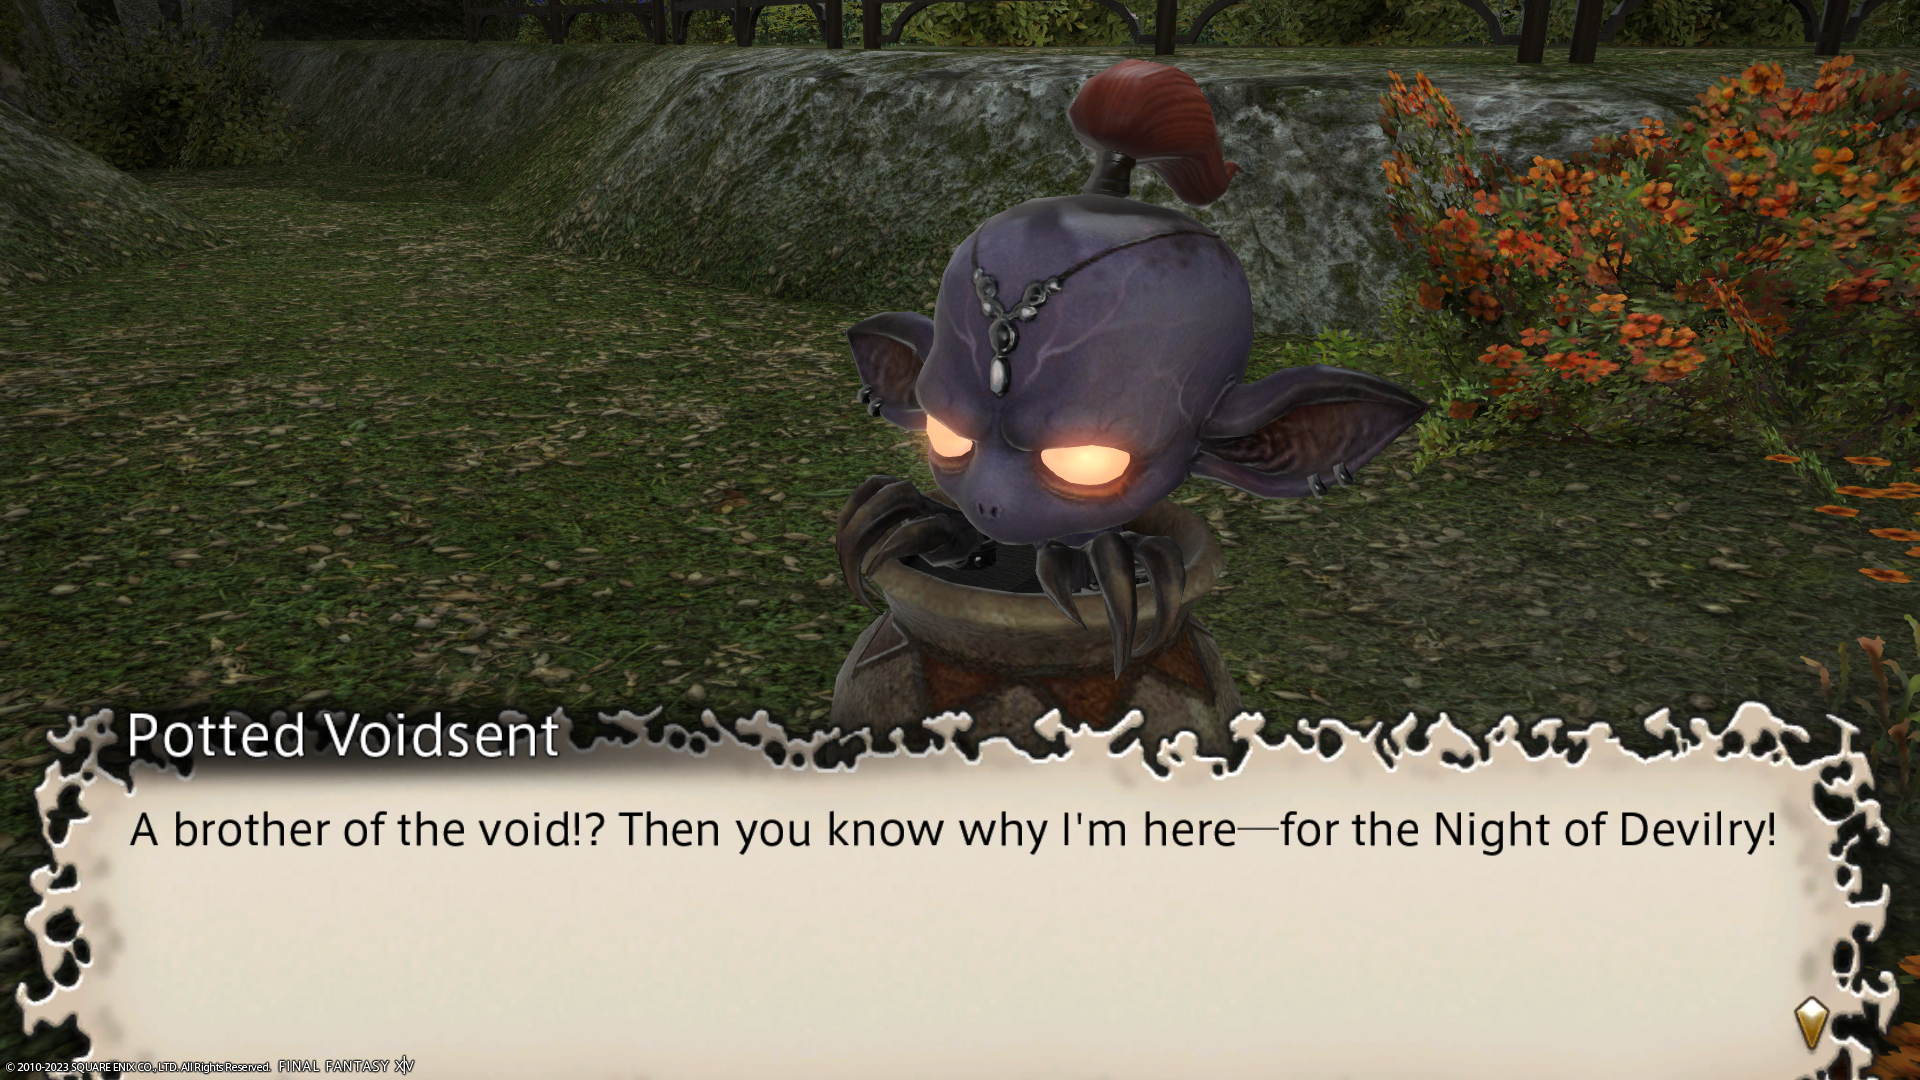 Potted Voidsent
A brother of the void!? Then you know why I'm here—for the Night of Devilry!
© 2010-2023 SQUARE ENIX CO., LTD. All Rights Reserved. FINAL FANTASY XIV